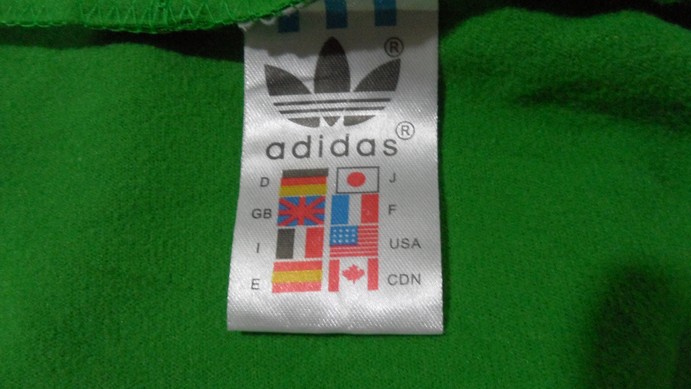 ®
adidas®
D J
GB F
I USA
E CDN